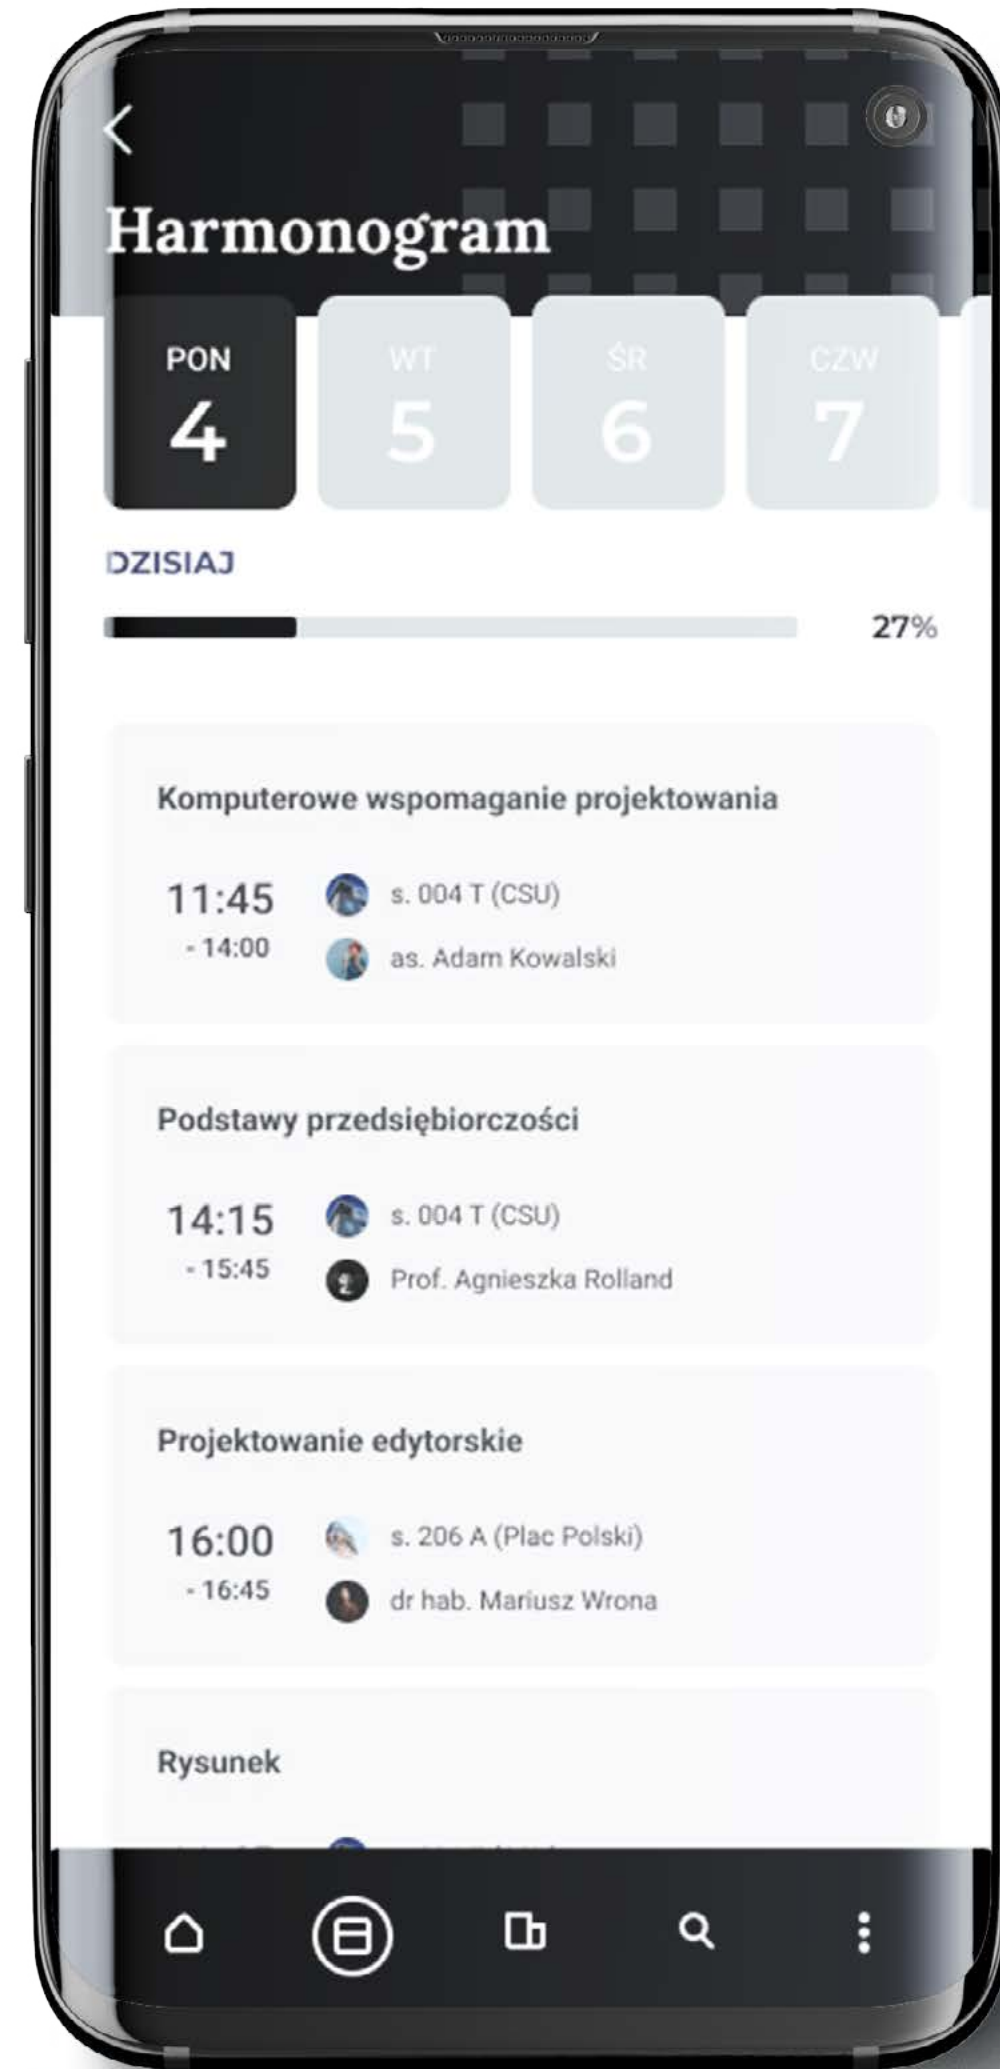 Harmonogram
PON WT ŚR CZW
4 5 6 7
DZISIAJ
27%
Komputerowe wspomaganie projektowania
11:45 s. 004 T (CSU)
- 14:00 as. Adam Kowalski
Podstawy przedsiębiorczości
14:15 s. 004 T (CSU)
- 15:45 Prof. Agnieszka Rolland
Projektowanie edytorskie
16:00 s. 206 A (Plac Polski)
- 16:45 dr hab. Mariusz Wrona
Rysunek